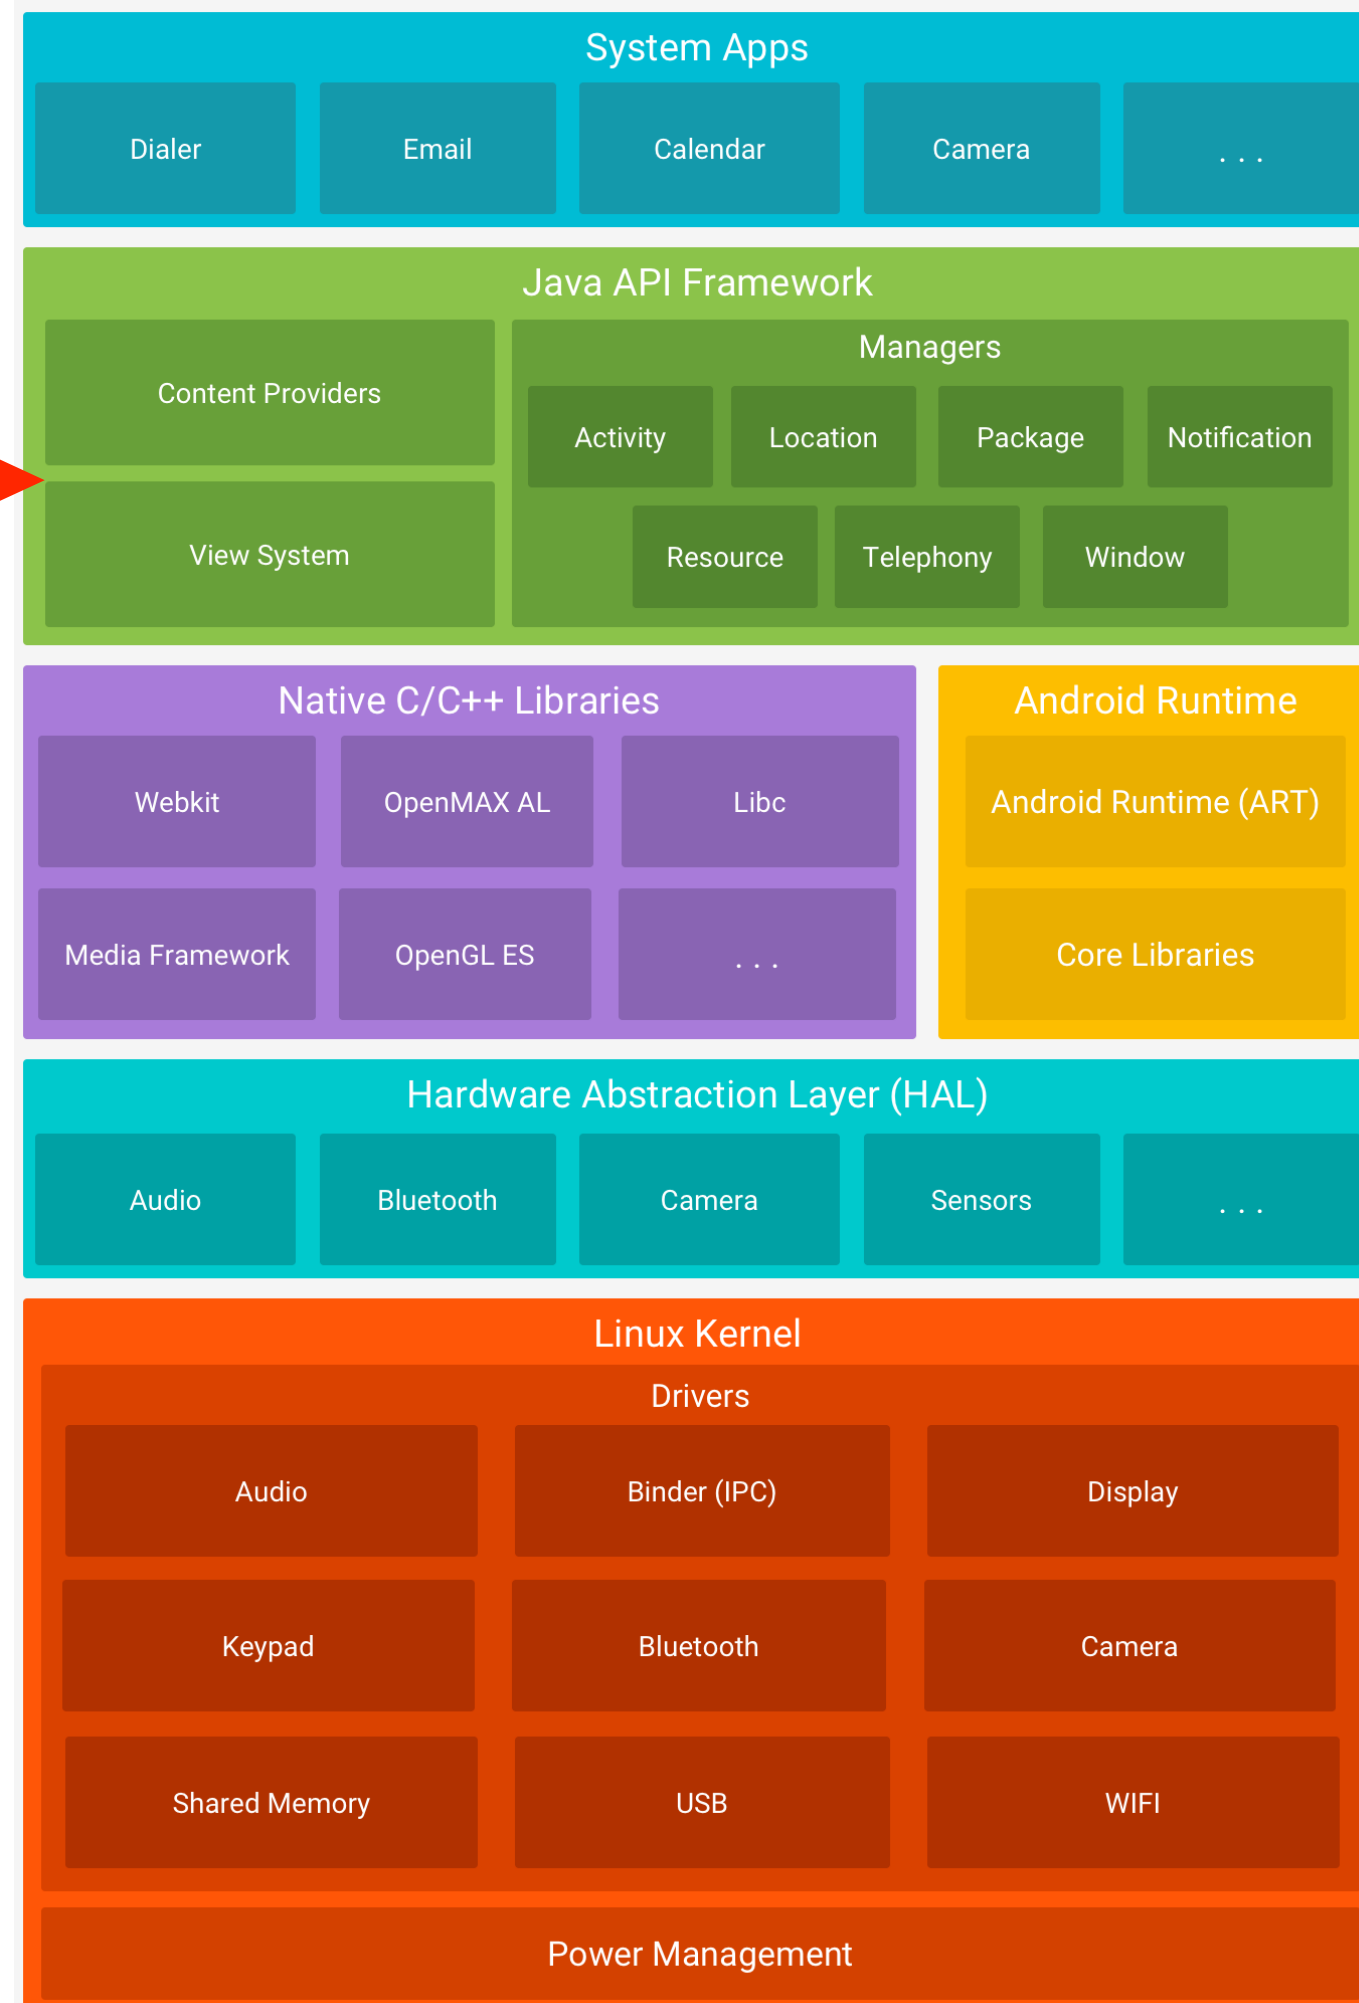 System Apps
Dialer
Email
Calendar
Camera
. . .
Java API Framework
Content Providers
View System
Managers
Activity
Location
Package
Notification
Resource
Telephony
Window
Native C/C++ Libraries
Webkit
OpenMAX AL
Libc
Media Framework
OpenGL ES
. . .
Android Runtime
Android Runtime (ART)
Core Libraries
Hardware Abstraction Layer (HAL)
Audio
Bluetooth
Camera
Sensors
. . .
Linux Kernel
Drivers
Audio
Binder (IPC)
Display
Keypad
Bluetooth
Camera
Shared Memory
USB
WIFI
Power Management